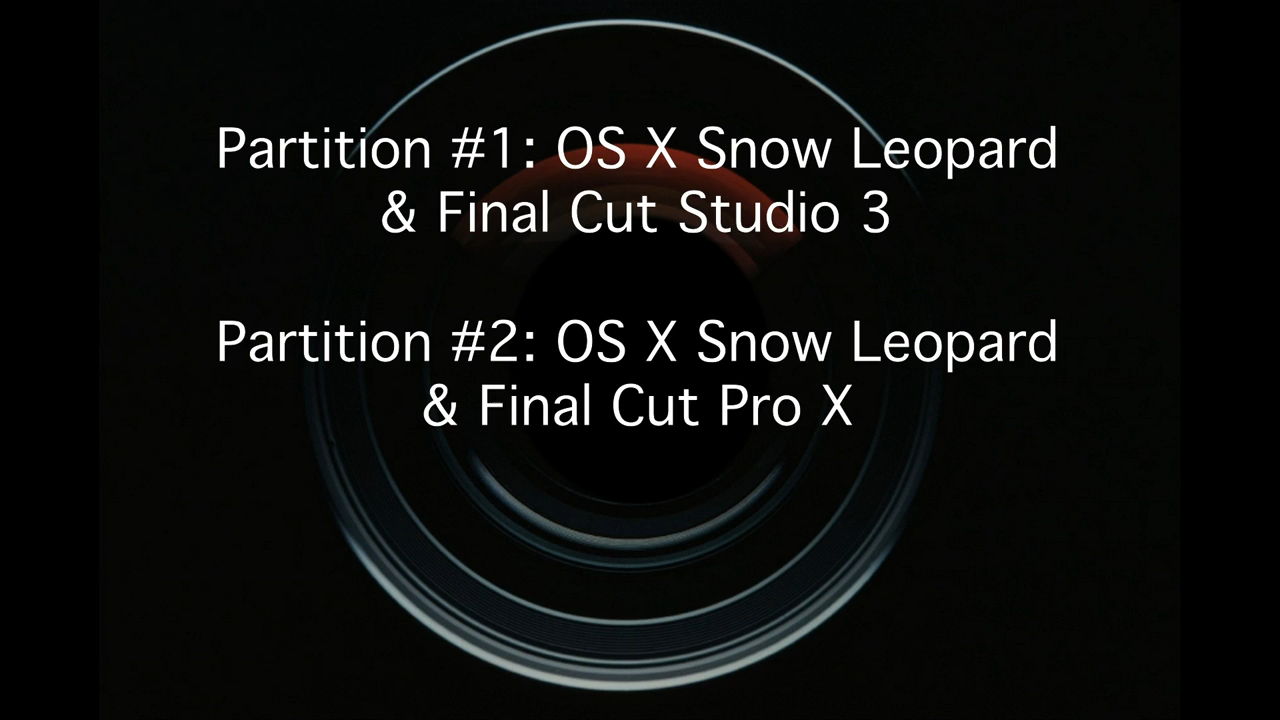 Partition #1: OS X Snow Leopard
& Final Cut Studio 3
Partition #2: OS X Snow Leopard
& Final Cut Pro X